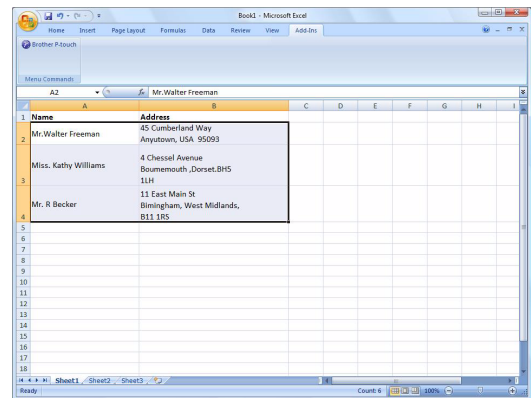 Book1 - Microsoft Excel
Home Insert Page Layout Formulas Data Review View Add-Ins
Brother P-touch
Menu Commands
A2 fx Mr.Walter Freeman
A B C D E F G H I
1 Name Address
2 Mr.Walter Freeman 45 Cumberland Way
Anyutown, USA 95093
3 Miss. Kathy Williams 4 Chessel Avenue
Boumemouth ,Dorset.BH5
1LH
4 Mr. R Becker 11 East Main St
Bimingham, West Midlands,
B11 1RS
5
6
7
8
9
10
11
12
13
14
15
16
17
18
Sheet1 Sheet2 Sheet3
Ready Count: 6 100%